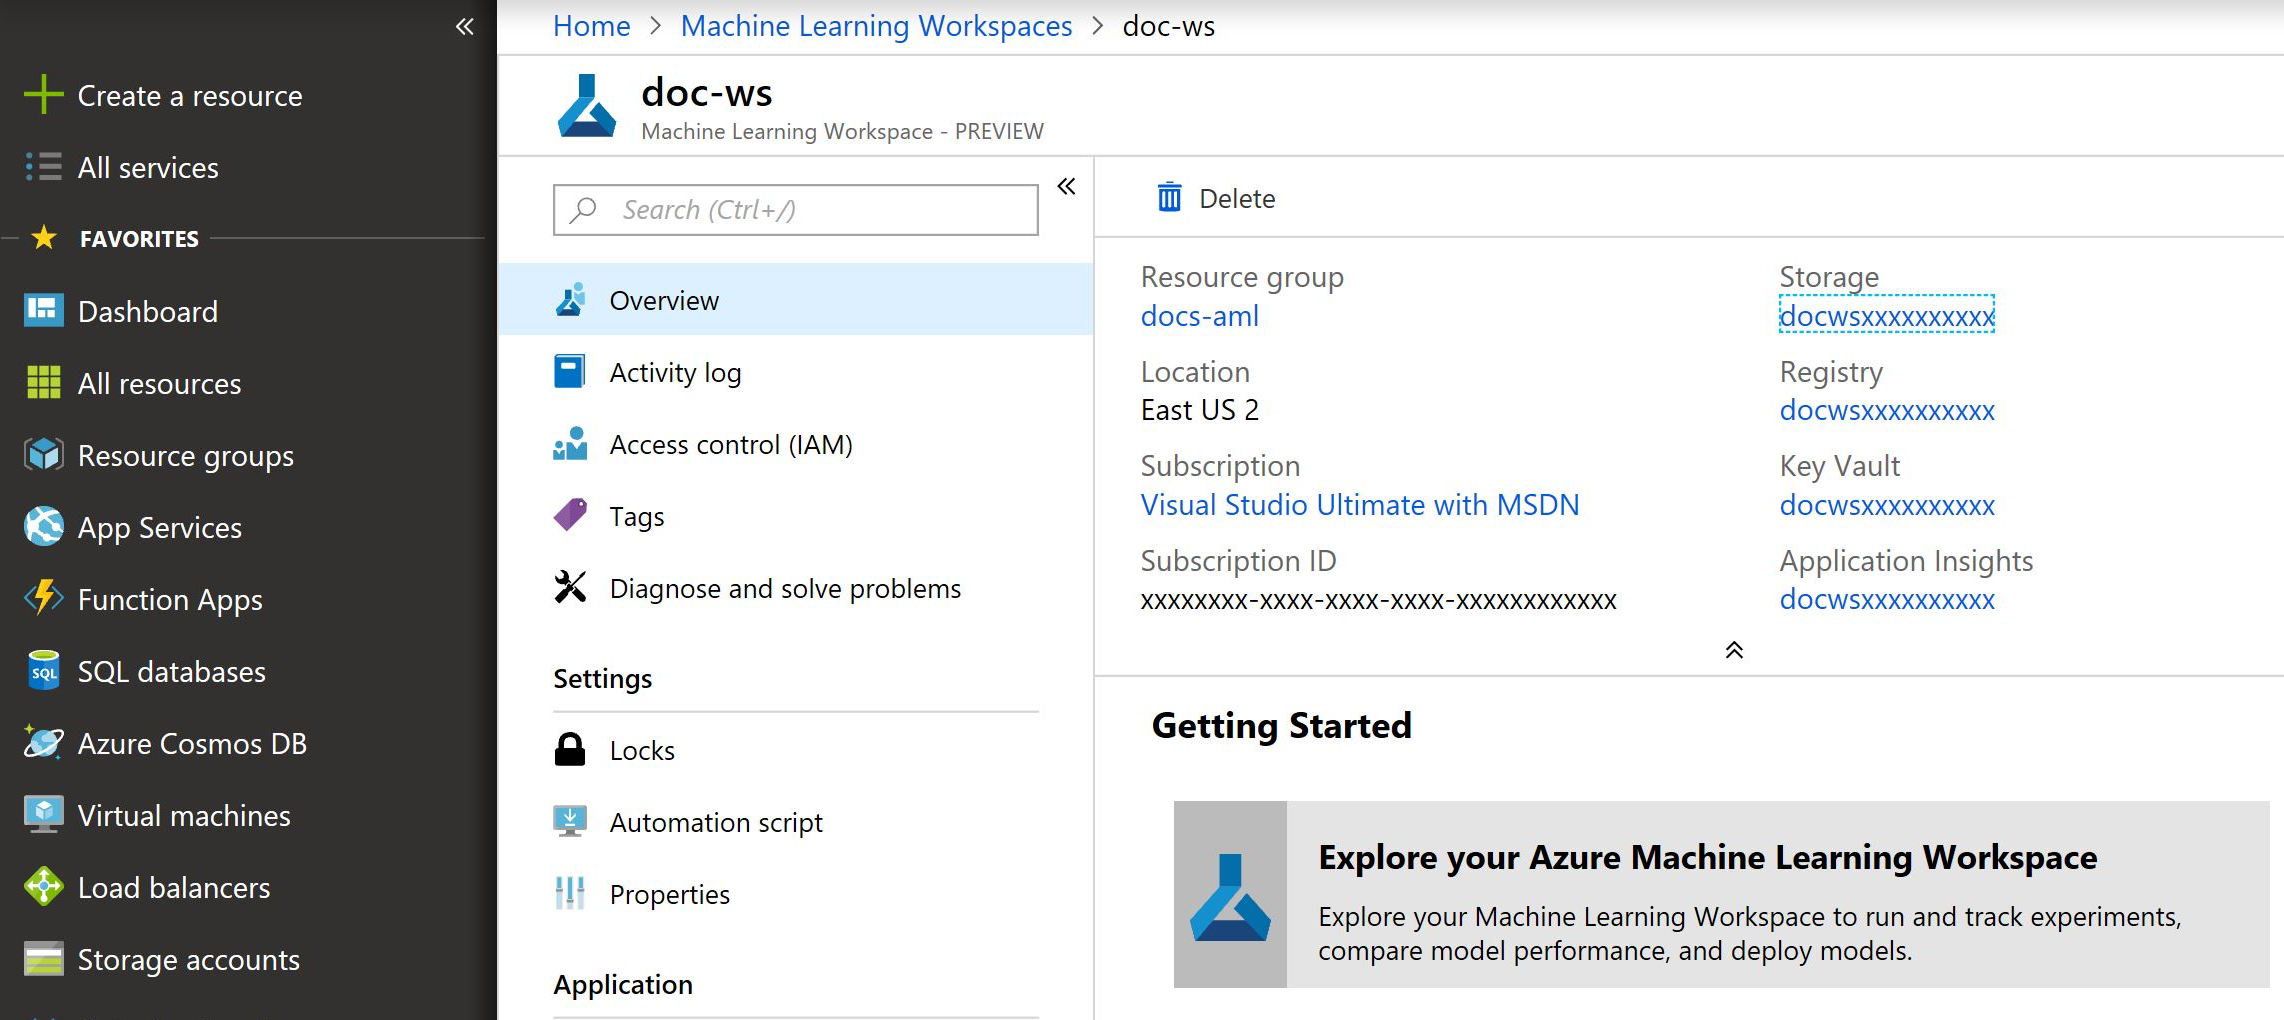 Create a resource
All services
FAVORITES
Dashboard
All resources
Resource groups
App Services
Function Apps
SQL
SQL databases
Azure Cosmos DB
Virtual machines
Load balancers
Storage accounts
Home > Machine Learning Workspaces > doc-ws
doc-ws
Machine Learning Workspace - PREVIEW
Search (Ctrl+/)
Overview
Activity log
Access control (IAM)
Tags
Diagnose and solve problems
Settings
Locks
Automation script
Properties
Application
Delete
Resource group
docs-aml
Location
East US 2
Subscription
Visual Studio Ultimate with MSDN
Subscription ID
xxxxxxxx-xxxx-xxxx-xxxx-xxxxxxxxxxxx
Storage
docwsxxxxxxxxxx
Registry
docwsxxxxxxxxxx
Key Vault
docwsxxxxxxxxxx
Application Insights
docwsxxxxxxxxxx
Getting Started
Explore your Azure Machine Learning Workspace
Explore your Machine Learning Workspace to run and track experiments,
compare model performance, and deploy models.